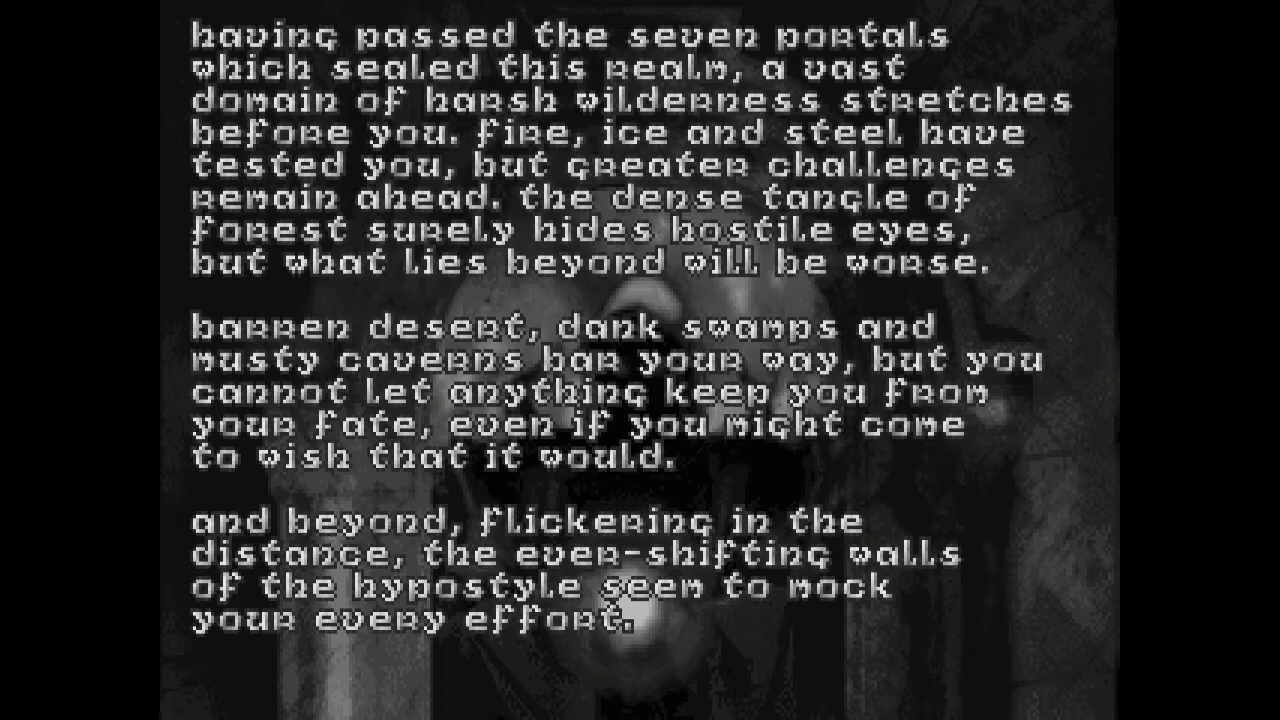 having passed the seven portals
which sealed this realm, a vast
domain of harsh wilderness stretches
before you. fire, ice and steel have
tested you, but greater challenges
remain ahead. the dense tangle of
forest surely hides hostile eyes,
but what lies beyond will be worse.
barren desert, dank swamps and
musty caverns bar your way, but you
cannot let anything keep you from
your fate, even if you might come
to wish that it would.
and beyond, flickering in the
distance, the ever-shifting walls
of the hypostyle seem to mock
your every effort.